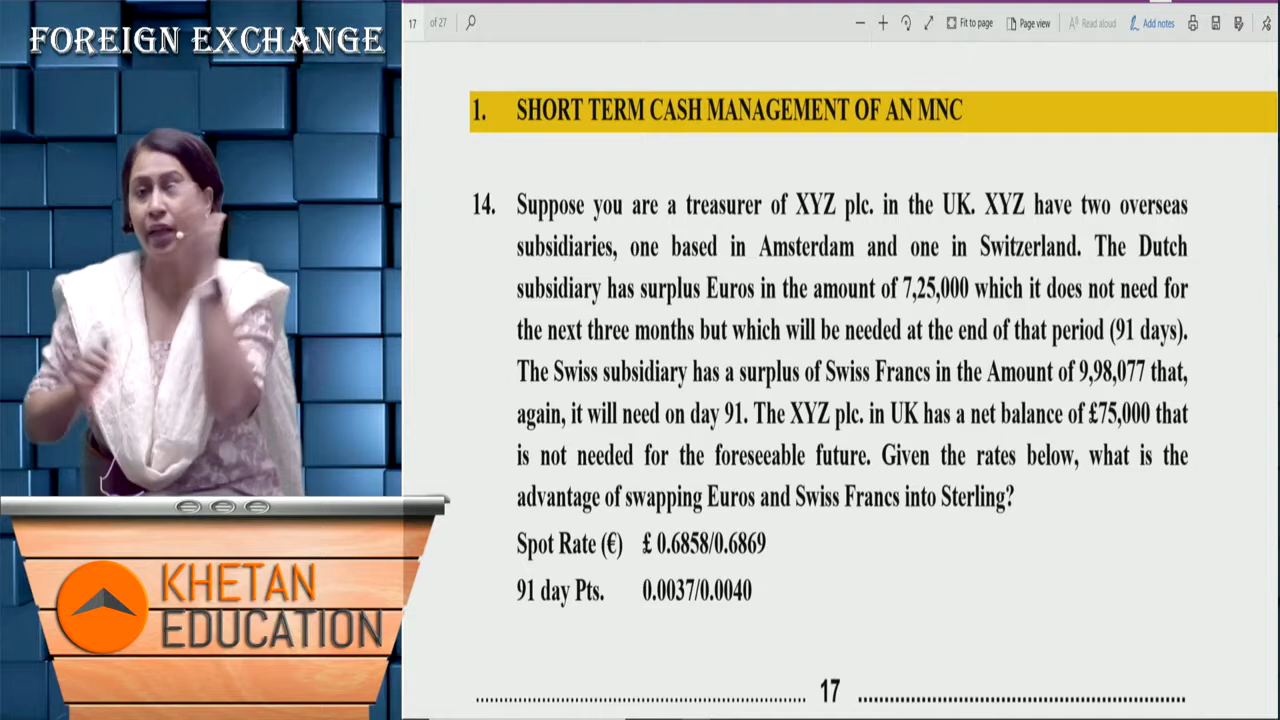 FOREIGN EXCHANGE
17 of 27
Fit to page
Page view
Read aloud
Add notes
1. SHORT TERM CASH MANAGEMENT OF AN MNC
14. Suppose you are a treasurer of XYZ plc. in the UK. XYZ have two overseas
subsidiaries, one based in Amsterdam and one in Switzerland. The Dutch
subsidiary has surplus Euros in the amount of 7,25,000 which it does not need for
the next three months but which will be needed at the end of that period (91 days).
The Swiss subsidiary has a surplus of Swiss Francs in the Amount of 9,98,077 that,
again, it will need on day 91. The XYZ plc. in UK has a net balance of £75,000 that
is not needed for the foreseeable future. Given the rates below, what is the
advantage of swapping Euros and Swiss Francs into Sterling?
Spot Rate (€) £ 0.6858/0.6869
91 day Pts. 0.0037/0.0040
17
KHETAN
EDUCATION